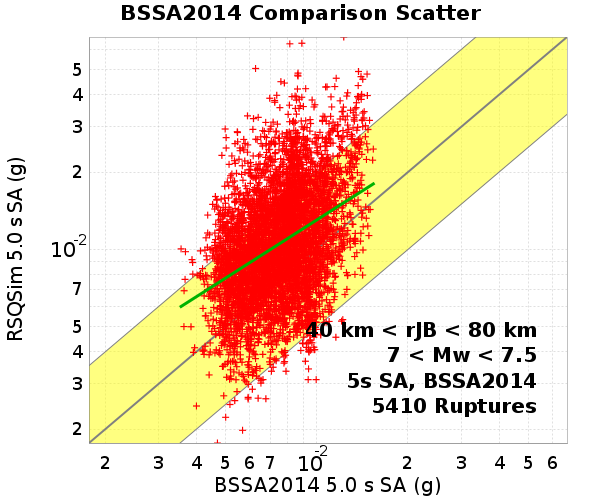 BSSA2014 Comparison Scatter
RSQSim 5.0 s SA (g)
5
4
3
2
10-2
7
5
4
3
2
40 km < rJB < 80 km
7 < Mw < 7.5
5s SA, BSSA2014
5410 Ruptures
2 3 4 5 6 7 10-2 2 3 4 5 6
BSSA2014 5.0 s SA (g)